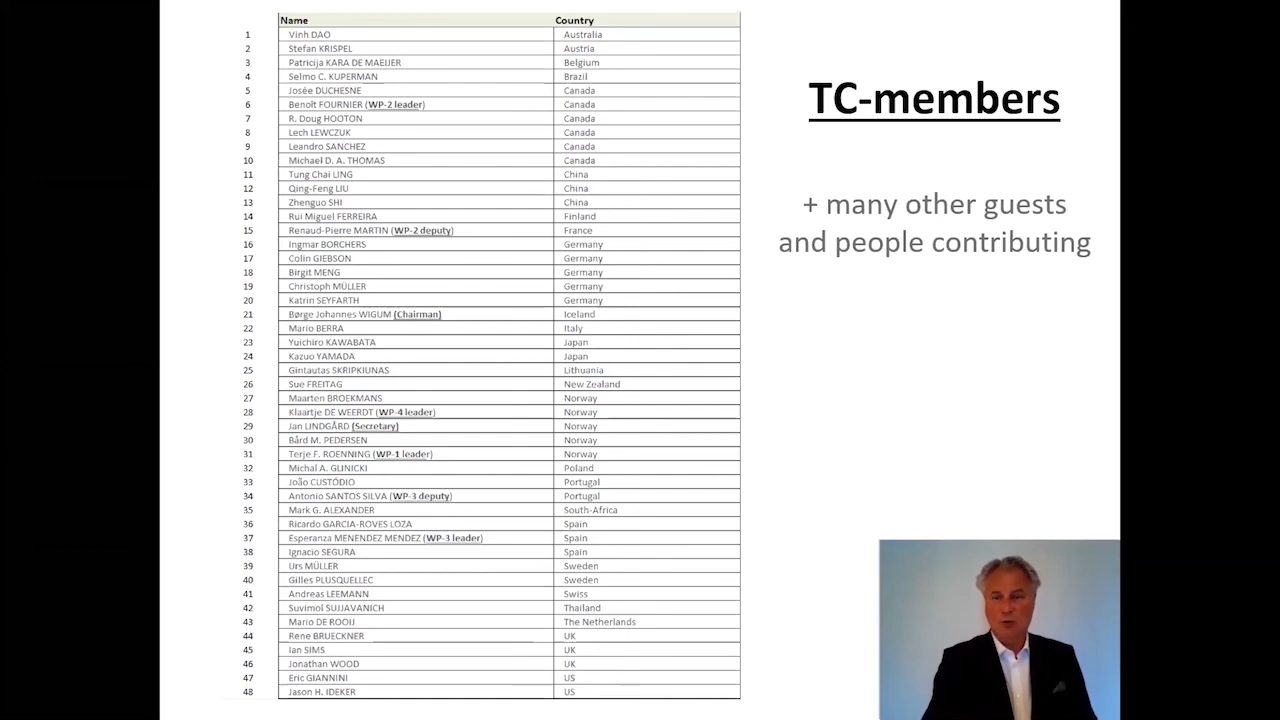 Name Country
1 Vinh DAO Australia
2 Stefan KRISPEL Austria
3 Patricija KARA DE MAEIJER Belgium
4 Selmo C. KUPERMAN Brazil
5 Josée DUCHESNE Canada
6 Benoît FOURNIER (WP-2 leader) Canada
7 R. Doug HOOTON Canada
8 Lech LEWCZUK Canada
9 Leandro SANCHEZ Canada
10 Michael D. A. THOMAS Canada
11 Tung Chai LING China
12 Qing-Feng LIU China
13 Zhenguo SHI China
14 Rui Miguel FERREIRA Finland
15 Renaud-Pierre MARTIN (WP-2 deputy) France
16 Ingmar BORCHERS Germany
17 Colin GIEBSON Germany
18 Birgit MENG Germany
19 Christoph MÜLLER Germany
20 Katrin SEYFARTH Germany
21 Børge Johannes WIGUM (Chairman) Iceland
22 Mario BERRA Italy
23 Yuichiro KAWABATA Japan
24 Kazuo YAMADA Japan
25 Gintautas SKRIPKIUNAS Lithuania
26 Sue FREITAG New Zealand
27 Maarten BROEKMANS Norway
28 Klaartje DE WEERDT (WP-4 leader) Norway
29 Jan LINDGÅRD (Secretary) Norway
30 Bård M. PEDERSEN Norway
31 Terje F. ROENNING (WP-1 leader) Norway
32 Michal A. GLINICKI Poland
33 João CUSTÓDIO Portugal
34 Antonio SANTOS SILVA (WP-3 deputy) Portugal
35 Mark G. ALEXANDER South-Africa
36 Ricardo GARCIA-ROVES LOZA Spain
37 Esperanza MENENDEZ MENDEZ (WP-3 leader) Spain
38 Ignacio SEGURA Spain
39 Urs MÜLLER Sweden
40 Gilles PLUSQUELLEC Sweden
41 Andreas LEEMANN Swiss
42 Suvimol SUJJAVANICH Thailand
43 Mario DE ROOIJ The Netherlands
44 Rene BRUECKNER UK
45 Ian SIMS UK
46 Jonathan WOOD UK
47 Eric GIANNINI US
48 Jason H. IDEKER US
TC-members
+ many other guests
and people contributing